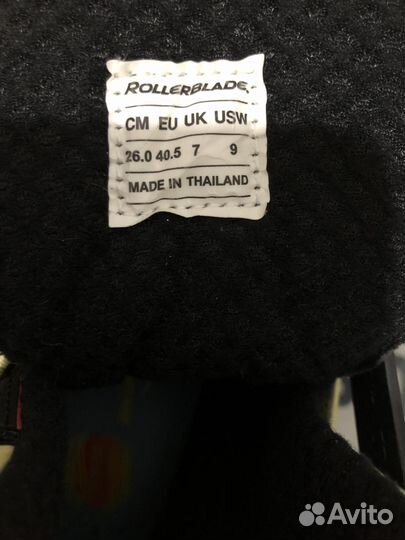 ROLLERBLADE.
CM EU UK USW
26.0 40.5 7 9
MADE IN THAILAND
Avito